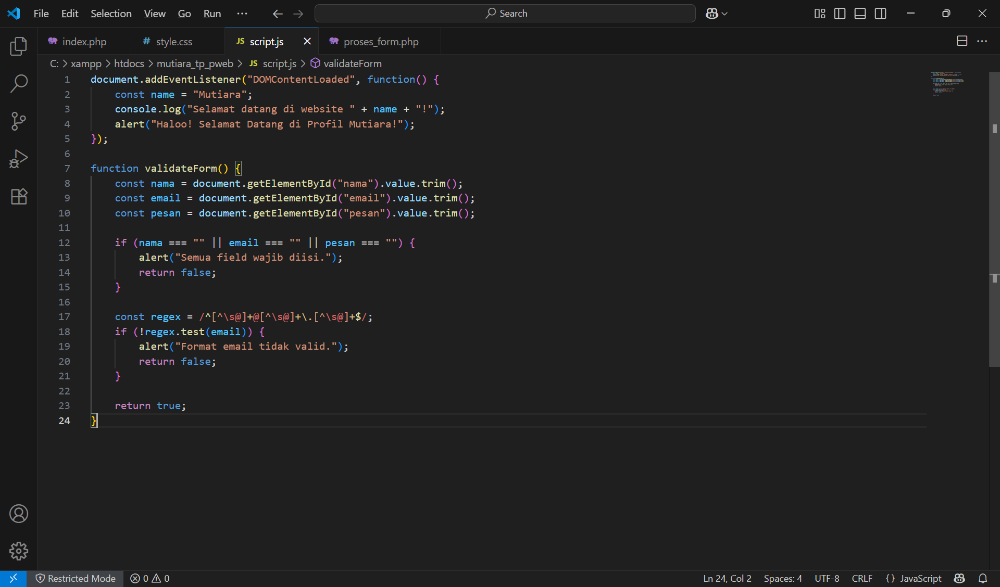 File Edit Selection View Go Run ··· Search
index.php # style.css JS script.js proses_form.php
C: > xampp > htdocs > mutiara_tp_pweb > JS script.js > validateForm
1 document.addEventListener("DOMContentLoaded", function() {
2     const name = "Mutiara";
3     console.log("Selamat datang di website " + name + "!");
4     alert("Haloo! Selamat Datang di Profil Mutiara!");
5 });
6
7 function validateForm() {
8     const nama = document.getElementById("nama").value.trim();
9     const email = document.getElementById("email").value.trim();
10     const pesan = document.getElementById("pesan").value.trim();
11
12     if (nama === "" || email === "" || pesan === "") {
13         alert("Semua field wajib diisi.");
14         return false;
15     }
16
17     const regex = /^[^\s@]+@[^\s@]+\.[^\s@]+$/;
18     if (!regex.test(email)) {
19         alert("Format email tidak valid.");
20         return false;
21     }
22
23     return true;
24 }
Restricted Mode 0 0 Ln 24, Col 2 Spaces: 4 UTF-8 CRLF {} JavaScript